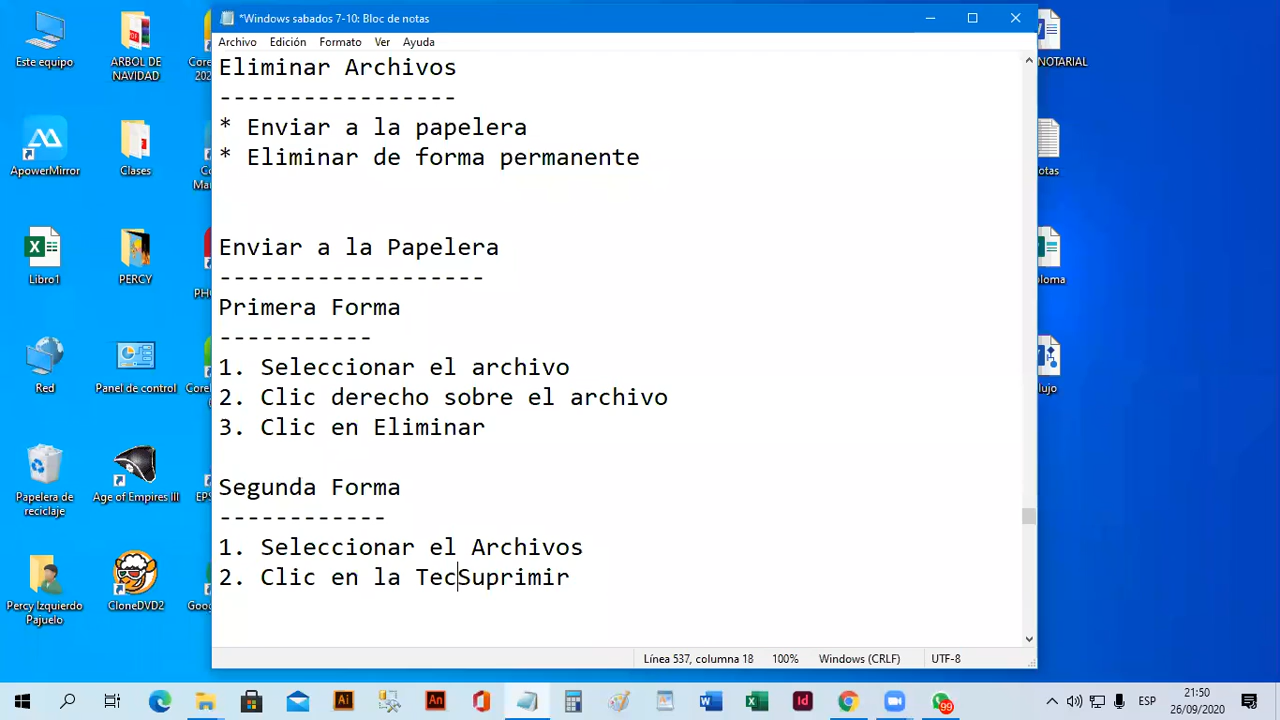 *Windows sabados 7-10: Bloc de notas
Archivo Edición Formato Ver Ayuda
Eliminar Archivos
-----------------
* Enviar a la papelera
* Eliminar de forma permanente
Enviar a la Papelera
-------------------
Primera Forma
-----------
1. Seleccionar el archivo
2. Clic derecho sobre el archivo
3. Clic en Eliminar
Segunda Forma
------------
1. Seleccionar el Archivos
2. Clic en la TecSuprimir
Línea 537, columna 18 100% Windows (CRLF) UTF-8
Este equipo
ARBOL DE
NAVIDAD
ApowerMirror
Clases
Libro1
PERCY
Red
Panel de control
Papelera de
reciclaje
Age of Empires III
Percy Izquierdo
Pajuelo
CloneDVD2
NOTARIAL
ESP
21:50
26/09/2020
99